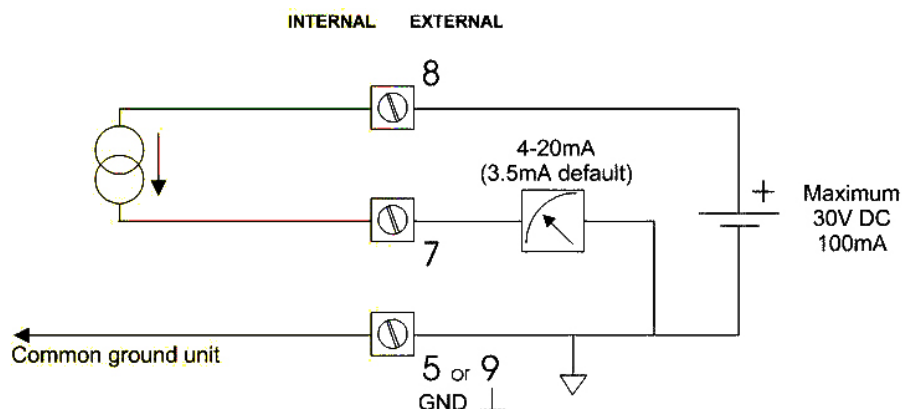 INTERNAL EXTERNAL
8
4-20mA
(3.5mA default)
+
Maximum
30V DC
100mA
7
Common ground unit
5 or 9
GND